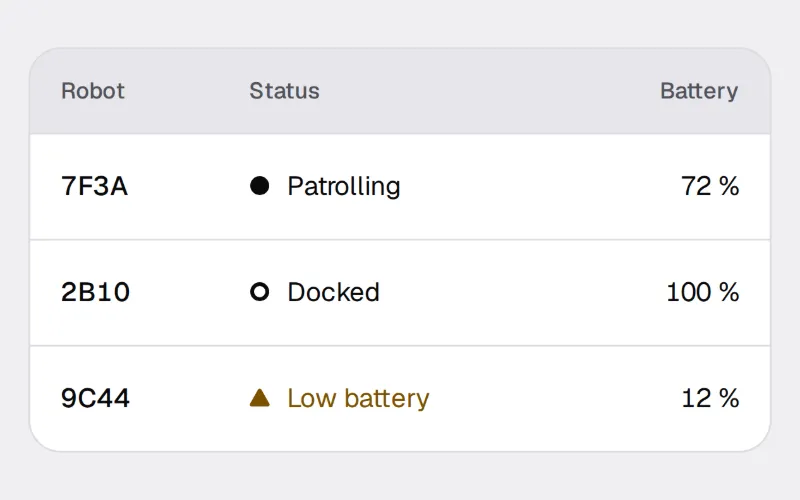 Robot Status Battery
7F3A Patrolling 72 %
2B10 Docked 100 %
9C44 Low battery 12 %